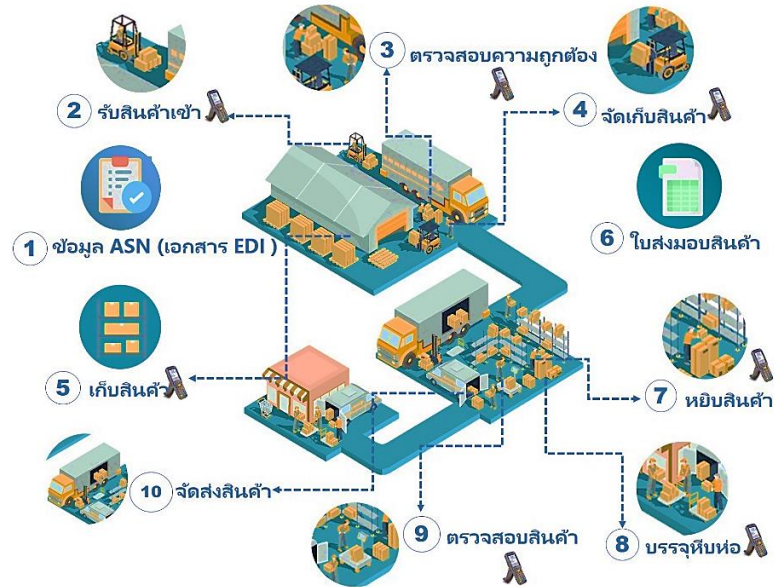 1 ข้อมูล ASN (เอกสาร EDI )
2 รับสินค้าเข้า
3 ตรวจสอบความถูกต้อง
4 จัดเก็บสินค้า
5 เก็บสินค้า
6 ใบส่งมอบสินค้า
7 หยิบสินค้า
8 บรรจุหีบห่อ
9 ตรวจสอบสินค้า
10 จัดส่งสินค้า